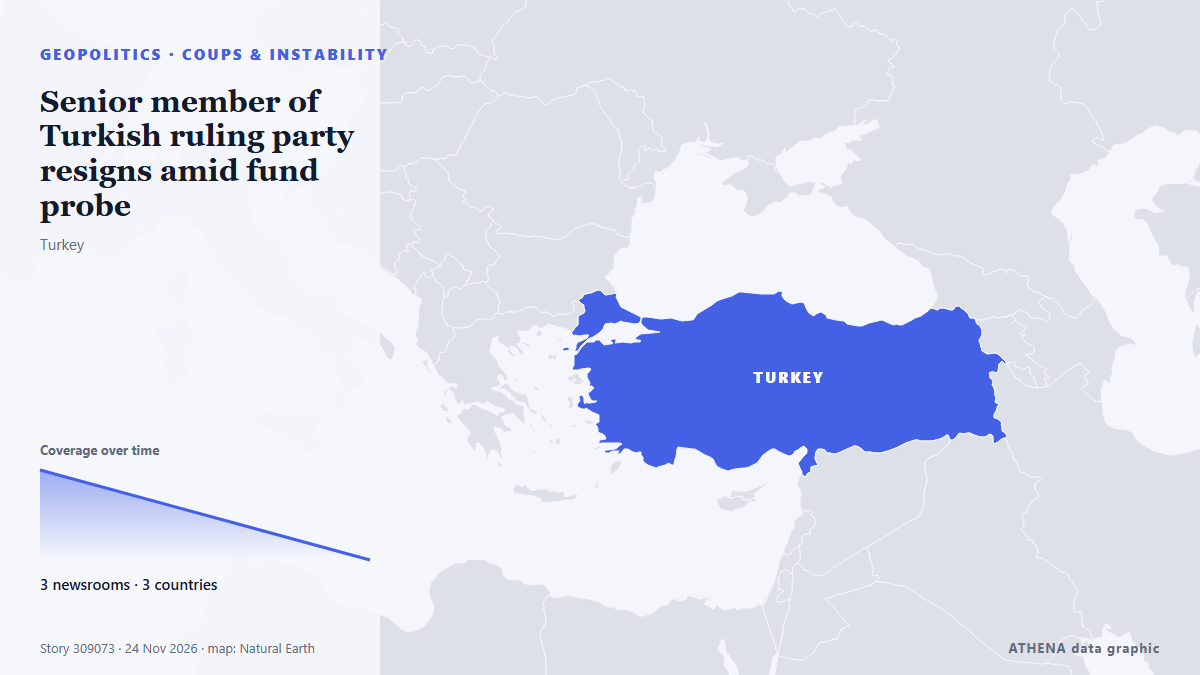 GEOPOLITICS · COUPS & INSTABILITY
Senior member of
Turkish ruling party
resigns amid fund
probe
Turkey
TURKEY
Coverage over time
3 newsrooms · 3 countries
Story 309073 · 24 Nov 2026 · map: Natural Earth
ATHENA data graphic